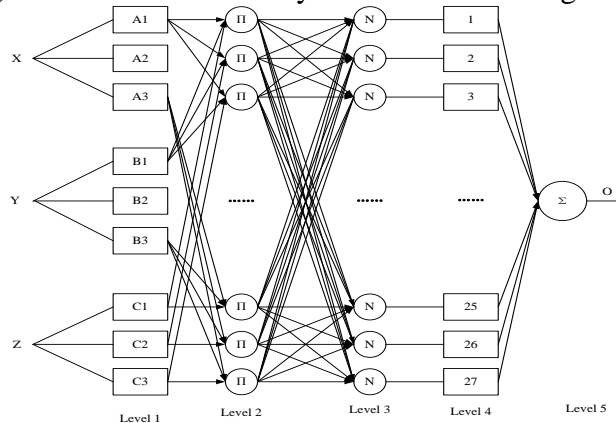 X
Y
Z
A1
A2
A3
B1
B2
B3
C1
C2
C3
Level 1
Π
Π
Π
......
Π
Π
Π
Level 2
N
N
N
......
N
N
N
Level 3
1
2
3
......
25
26
27
Level 4
Σ
O
Level 5